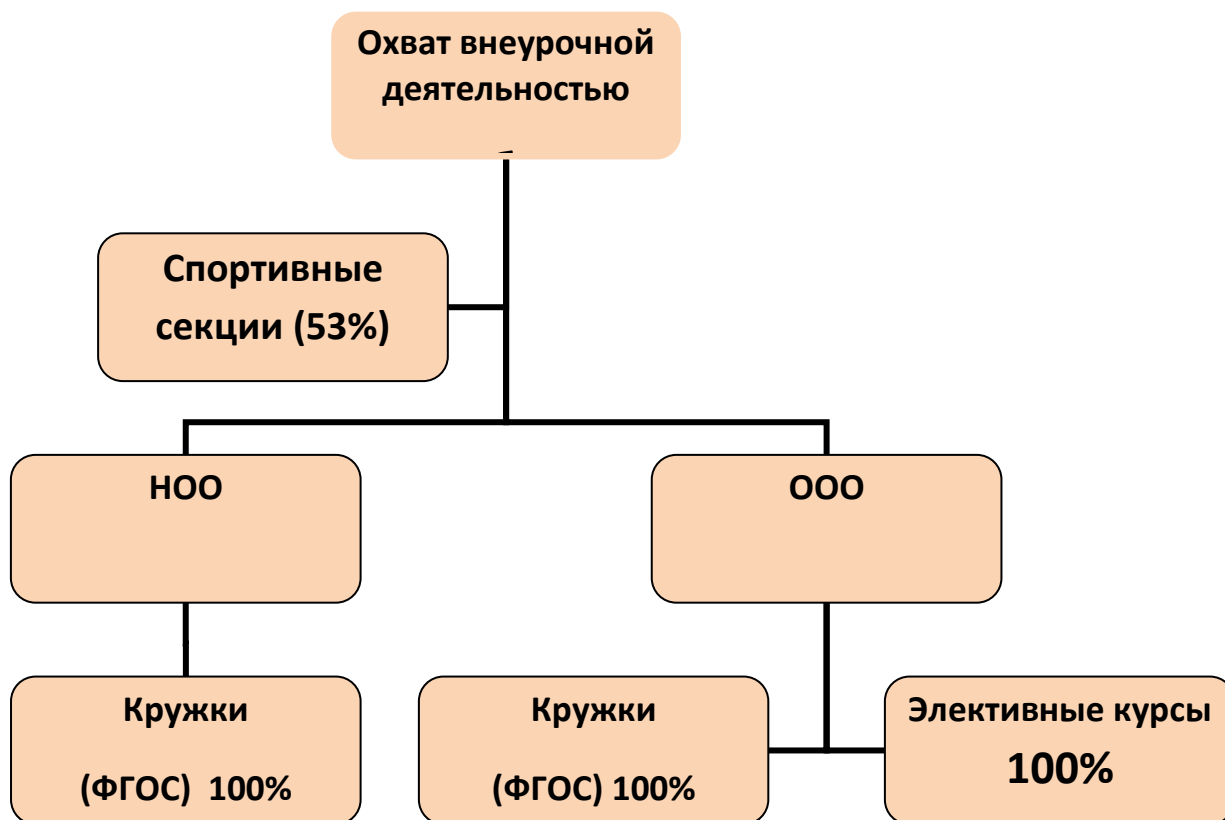 Охват внеурочной
деятельностью
Спортивные
секции (53%)
НОО
ООО
Кружки
(ФГОС) 100%
Кружки
(ФГОС) 100%
Элективные курсы
100%